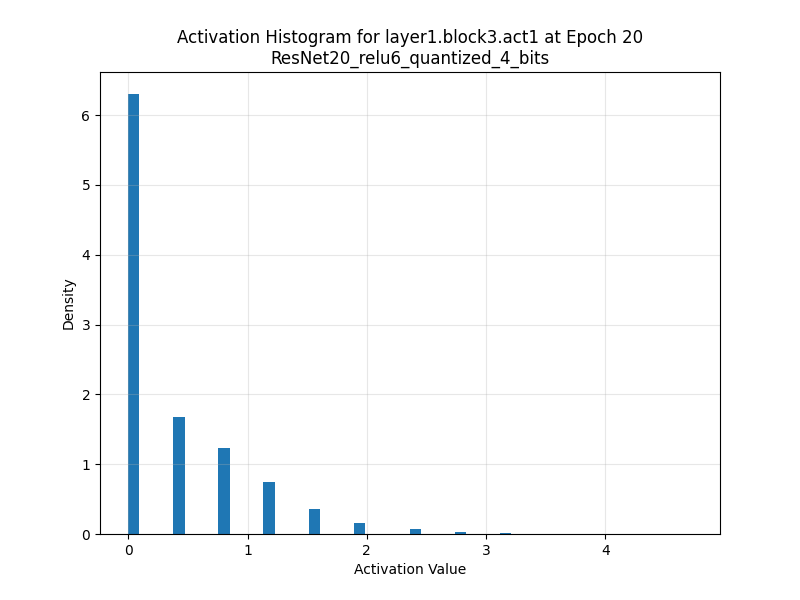 Activation Histogram for layer1.block3.act1 at Epoch 20
ResNet20_relu6_quantized_4_bits
6
5
4
3
2
1
0
Density
0 1 2 3 4
Activation Value